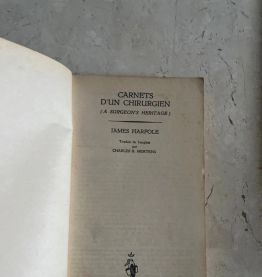 CARNETS
D'UN CHIRURGIEN
(A SURGEON'S HERITAGE)
JAMES HARPOLE
Traduit de l'anglais
par
CHARLES B. MERTENS